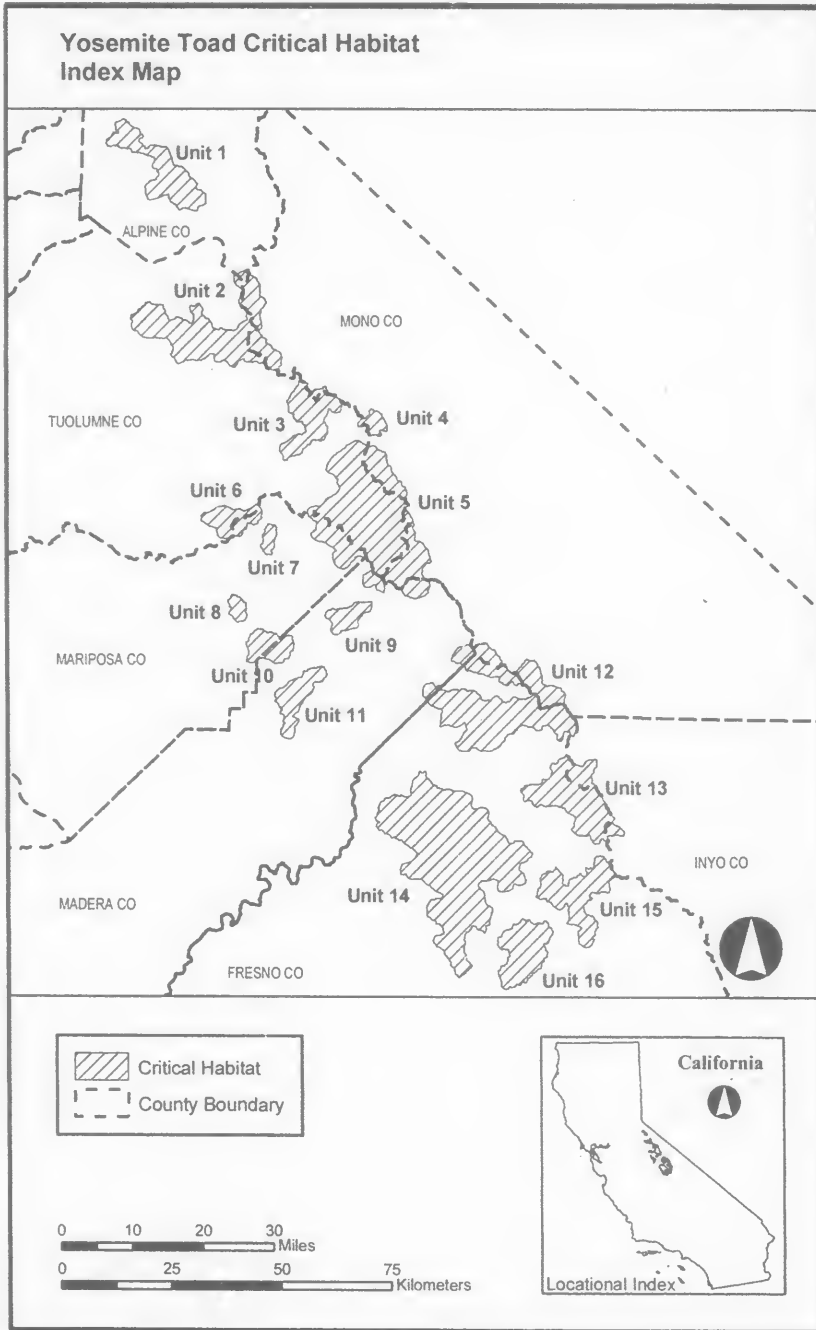 Yosemite Toad Critical Habitat
Index Map
Unit 1
ALPINE CO
Unit 2
MONO CO
TUOLUMNE CO
Unit 3
Unit 4
Unit 5
Unit 6
Unit 7
Unit 8
Unit 9
MARIPOSA CO
Unit 10
Unit 11
Unit 12
Unit 13
Unit 14
INYO CO
MADERA CO
Unit 15
FRESNO CO
Unit 16
Critical Habitat
County Boundary
California
0 10 20 30
Miles
0 25 50 75
Kilometers
Locational Index